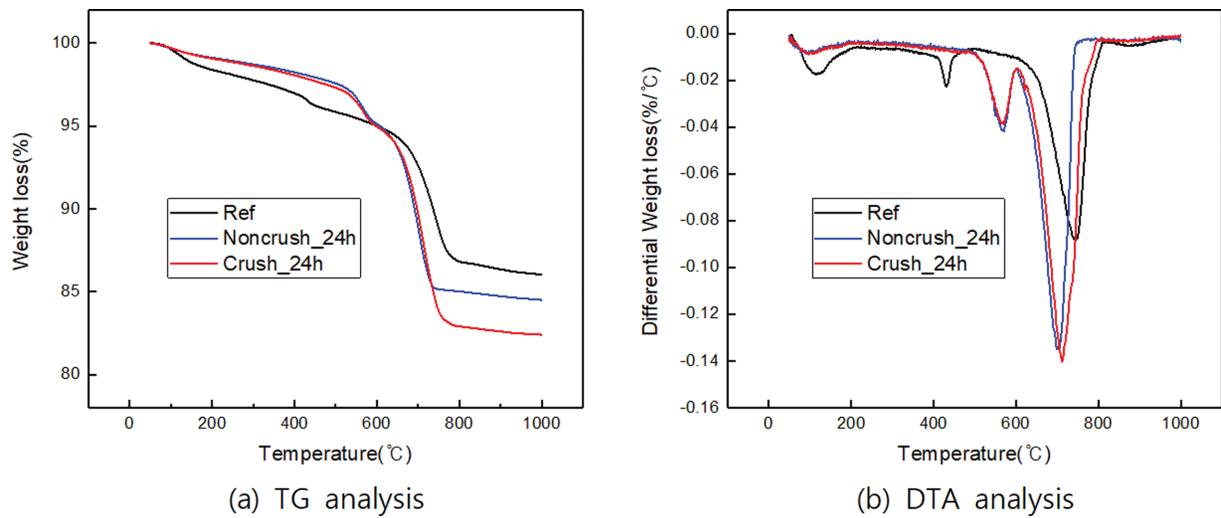 100
95
90
85
80
0
200
400
600
800
1000
Weight loss(%)
Temperature(℃)
Ref
Noncrush_24h
Crush_24h
(a) TG analysis
0.00
-0.02
-0.04
-0.06
-0.08
-0.10
-0.12
-0.14
-0.16
0
200
400
600
800
1000
Differential Weight loss(%/℃)
Temperature(℃)
Ref
Noncrush_24h
Crush_24h
(b) DTA analysis